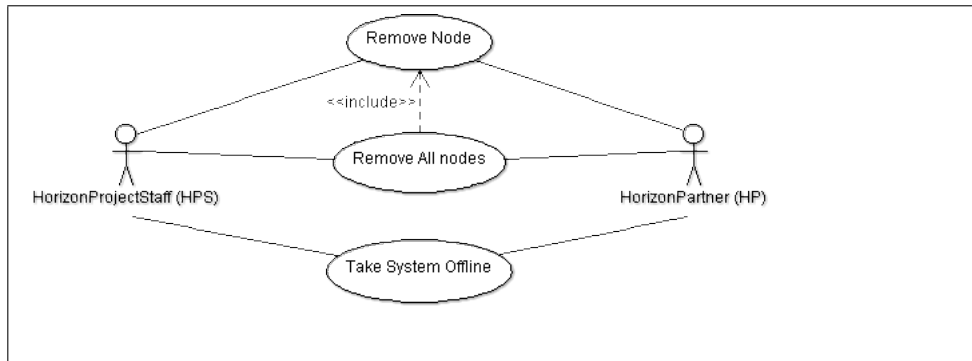 Remove Node
<<include>>
Remove All nodes
HorizonProjectStaff (HPS)
HorizonPartner (HP)
Take System Offline